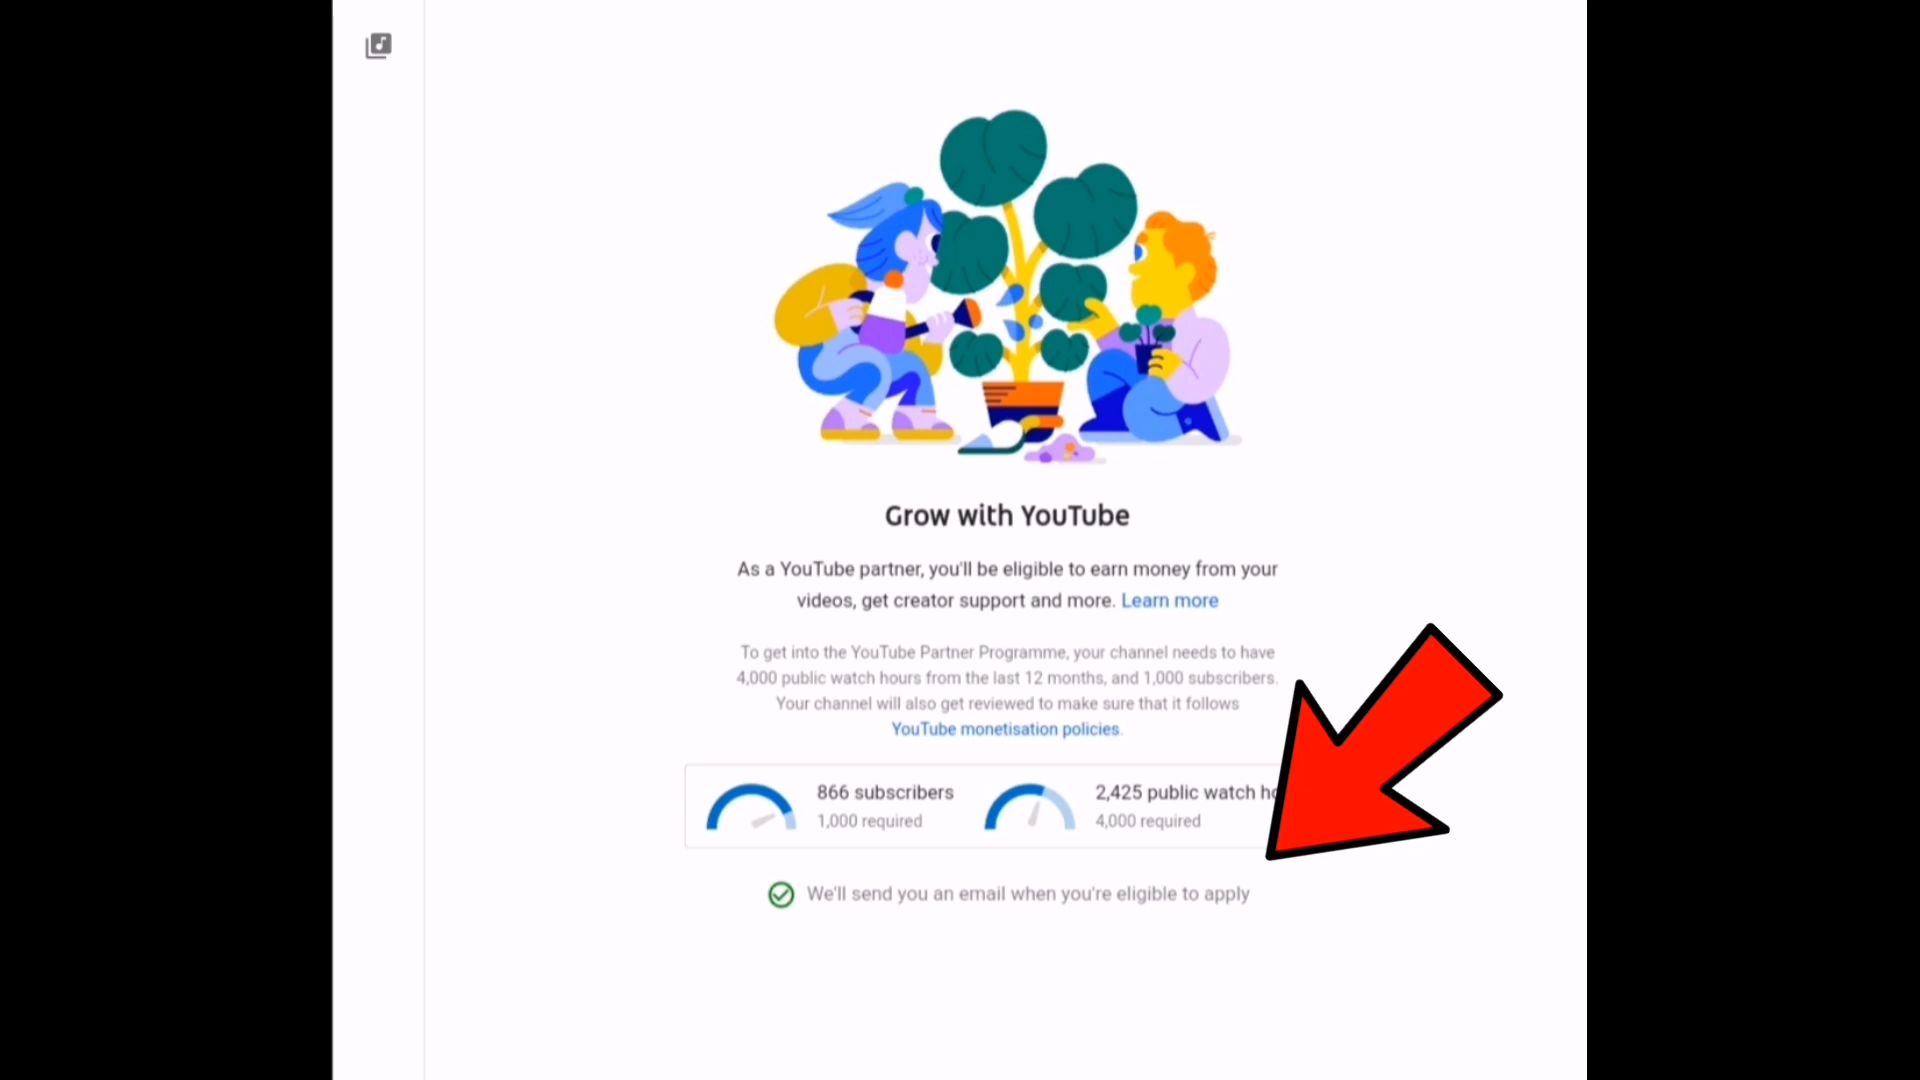 Grow with YouTube
As a YouTube partner, you'll be eligible to earn money from your
videos, get creator support and more. Learn more
To get into the YouTube Partner Programme, your channel needs to have
4,000 public watch hours from the last 12 months, and 1,000 subscribers.
Your channel will also get reviewed to make sure that it follows
YouTube monetisation policies.
866 subscribers
1,000 required
2,425 public watch
4,000 required
We'll send you an email when you're eligible to apply